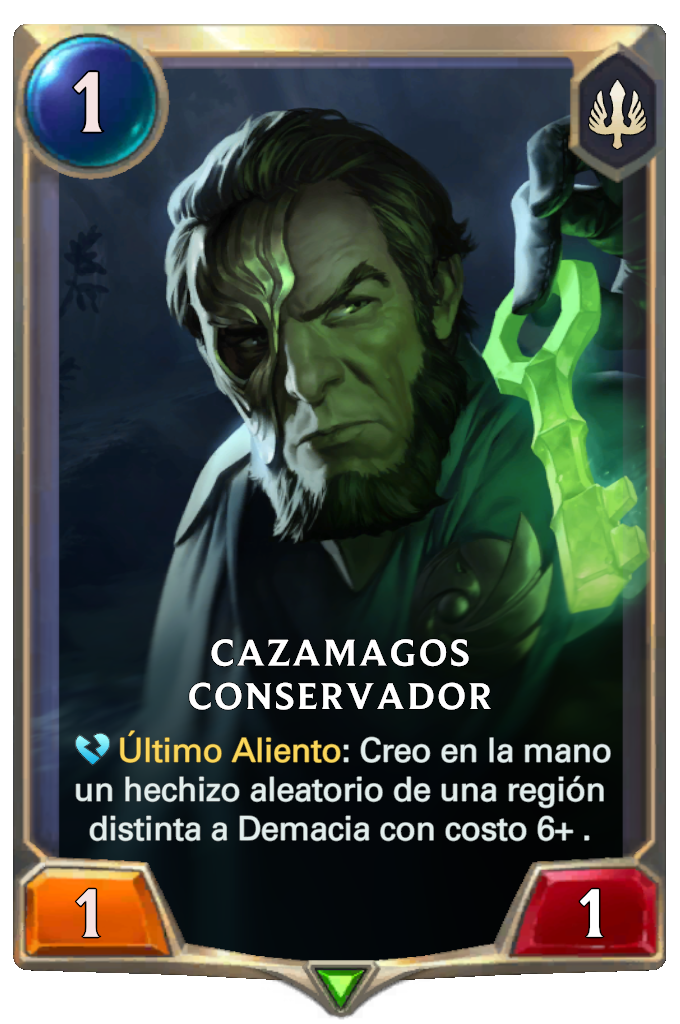 1
CAZAMAGOS
CONSERVADOR
Último Aliento: Creo en la mano
un hechizo aleatorio de una región
distinta a Demacia con costo 6+ .
1
1